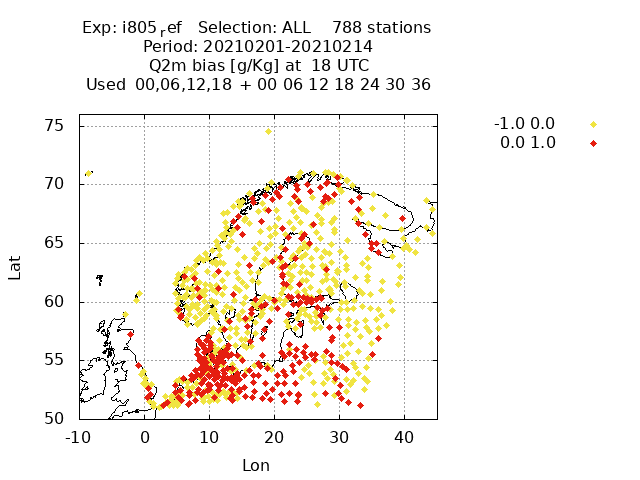 Exp: i805ref   Selection: ALL    788 stations
Period: 20210201-20210214
Q2m bias [g/Kg] at  18 UTC
Used  00,06,12,18 + 00 06 12 18 24 30 36
-1.0 0.0
0.0 1.0
75
70
65
60
55
50
Lat
-10 0 10 20 30 40
Lon